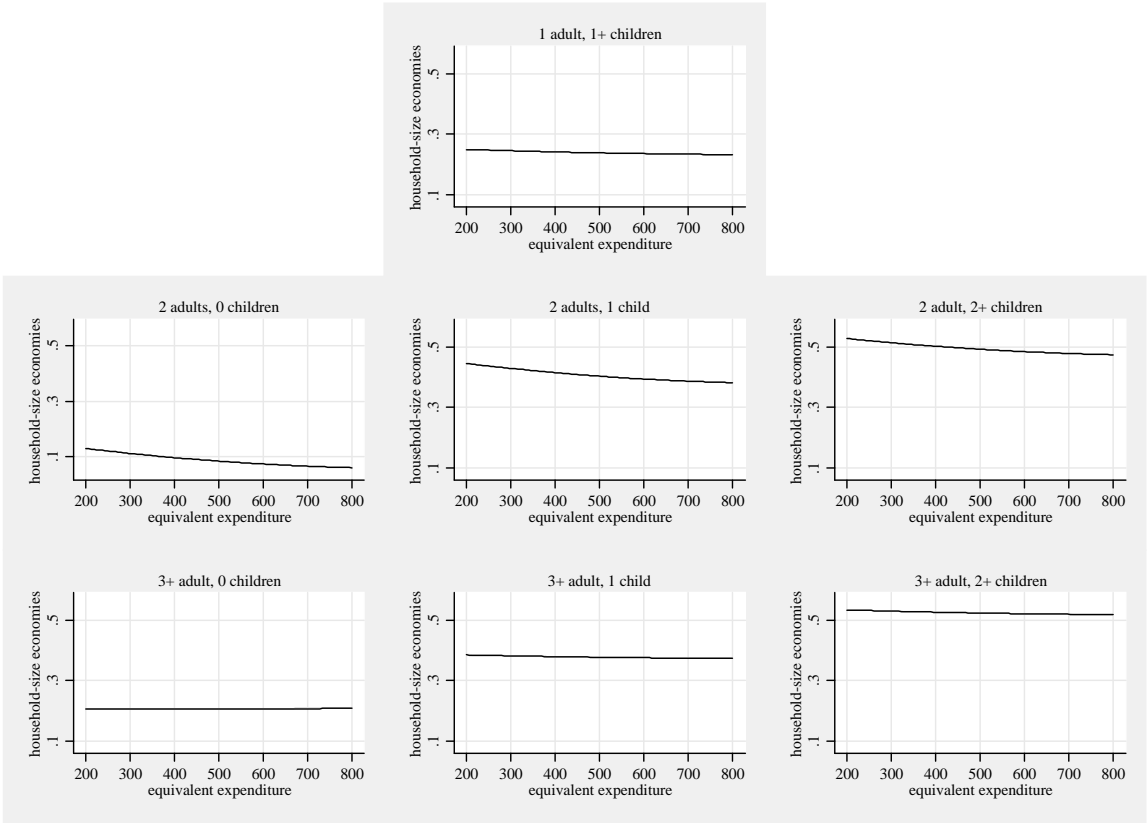 1 adult, 1+ children
household-size economies
.5
.3
.1
200 300 400 500 600 700 800
equivalent expenditure
2 adults, 0 children
household-size economies
.5
.3
.1
200 300 400 500 600 700 800
equivalent expenditure
2 adults, 1 child
household-size economies
.5
.3
.1
200 300 400 500 600 700 800
equivalent expenditure
2 adult, 2+ children
household-size economies
.5
.3
.1
200 300 400 500 600 700 800
equivalent expenditure
3+ adult, 0 children
household-size economies
.5
.3
.1
200 300 400 500 600 700 800
equivalent expenditure
3+ adult, 1 child
household-size economies
.5
.3
.1
200 300 400 500 600 700 800
equivalent expenditure
3+ adult, 2+ children
household-size economies
.5
.3
.1
200 300 400 500 600 700 800
equivalent expenditure